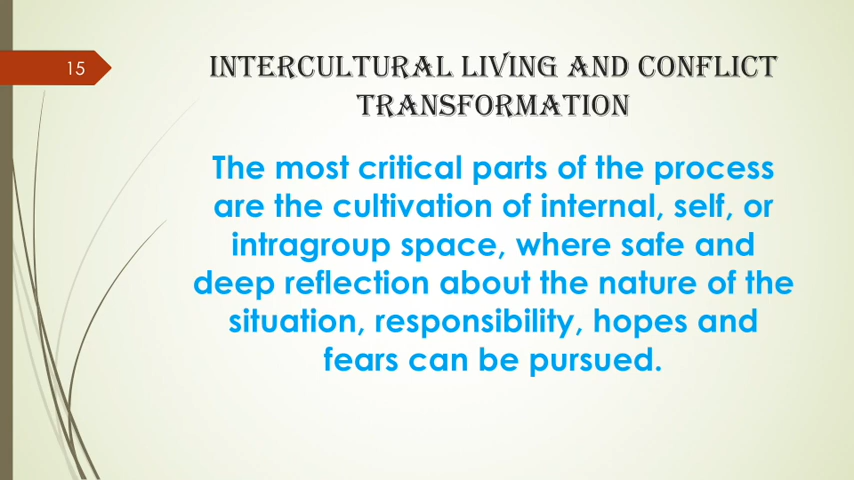 15
INTERCULTURAL LIVING AND CONFLICT
TRANSFORMATION
The most critical parts of the process
are the cultivation of internal, self, or
intragroup space, where safe and
deep reflection about the nature of the
situation, responsibility, hopes and
fears can be pursued.